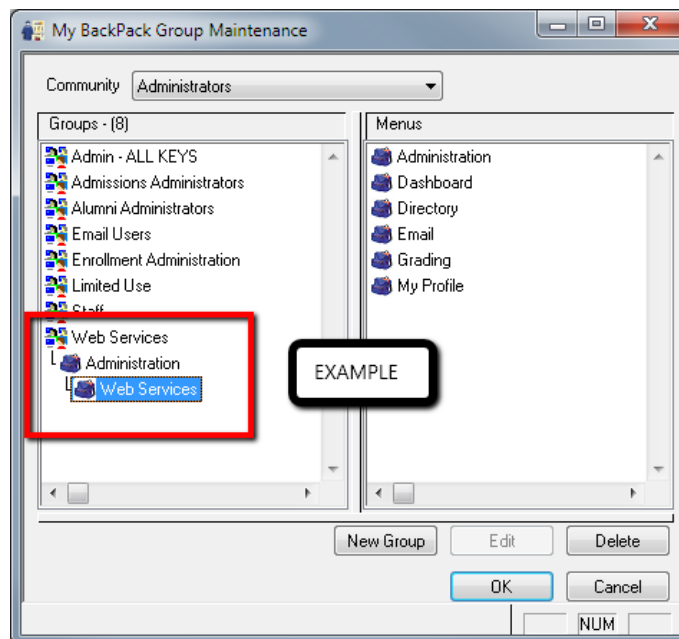 My BackPack Group Maintenance
Community Administrators
Groups - (8)
Admin - ALL KEYS
Admissions Administrators
Alumni Administrators
Email Users
Enrollment Administration
Limited Use
Staff
Web Services
Administration
Web Services
EXAMPLE
Menus
Administration
Dashboard
Directory
Email
Grading
My Profile
New Group Edit Delete
OK Cancel
NUM